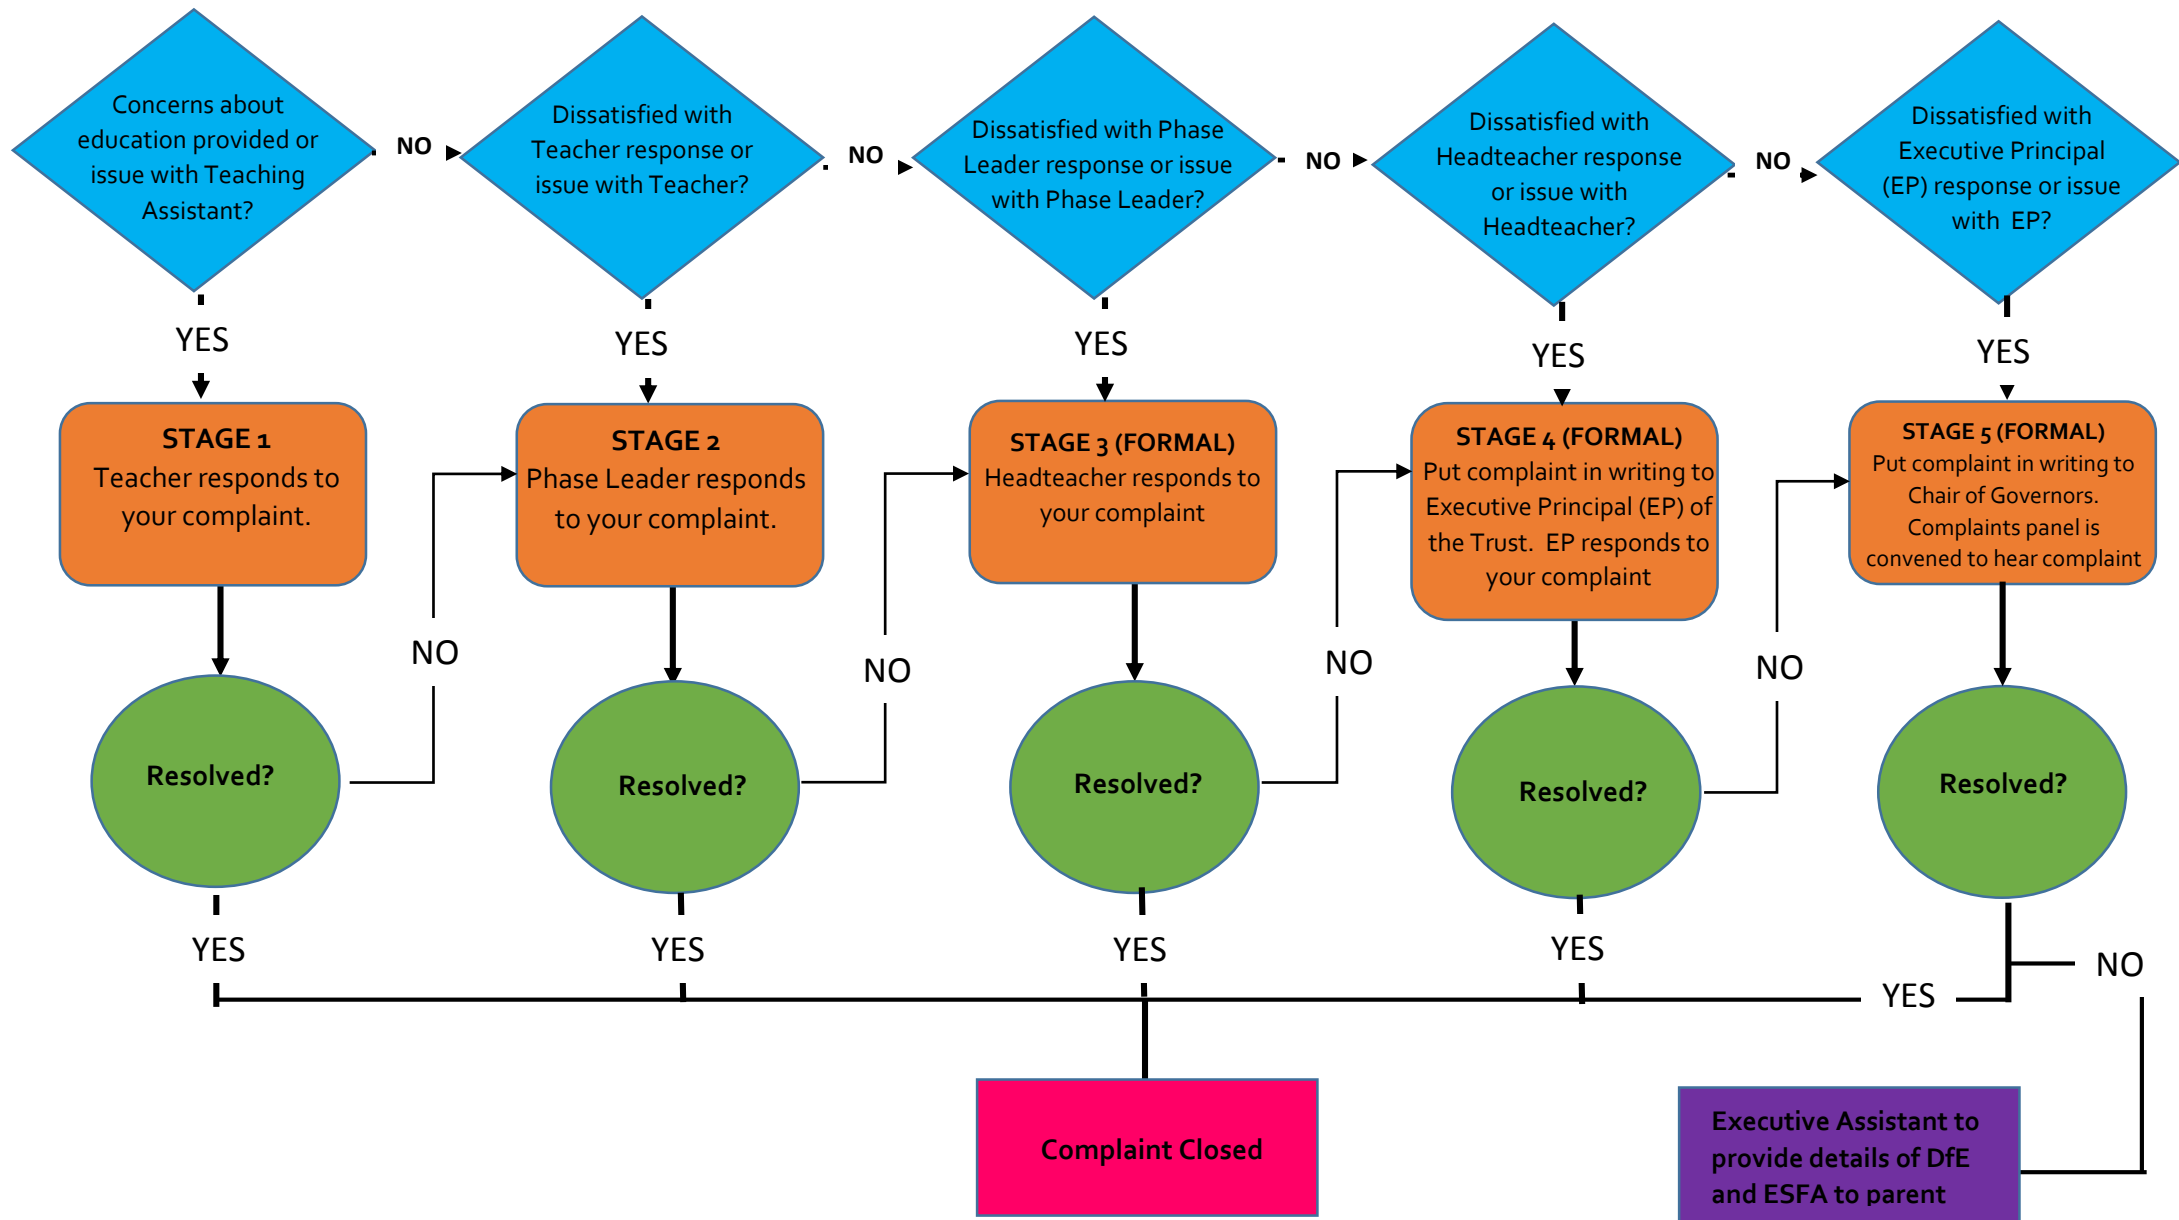 Concerns about
education provided or
issue with Teaching
Assistant?
NO
Dissatisfied with
Teacher response or
issue with Teacher?
NO
Dissatisfied with Phase
Leader response or issue
with Phase Leader?
NO
Dissatisfied with
Headteacher response
or issue with
Headteacher?
NO
Dissatisfied with
Executive Principal
(EP) response or issue
with EP?
YES
YES
YES
YES
YES
STAGE 1
Teacher responds to
your complaint.
STAGE 2
Phase Leader responds
to your complaint.
STAGE 3 (FORMAL)
Headteacher responds to
your complaint
STAGE 4 (FORMAL)
Put complaint in writing to
Executive Principal (EP) of
the Trust. EP responds to
your complaint
STAGE 5 (FORMAL)
Put complaint in writing to
Chair of Governors.
Complaints panel is
convened to hear complaint
NO
NO
NO
NO
Resolved?
Resolved?
Resolved?
Resolved?
Resolved?
YES
YES
YES
YES
NO
YES
Complaint Closed
Executive Assistant to
provide details of DfE
and ESFA to parent